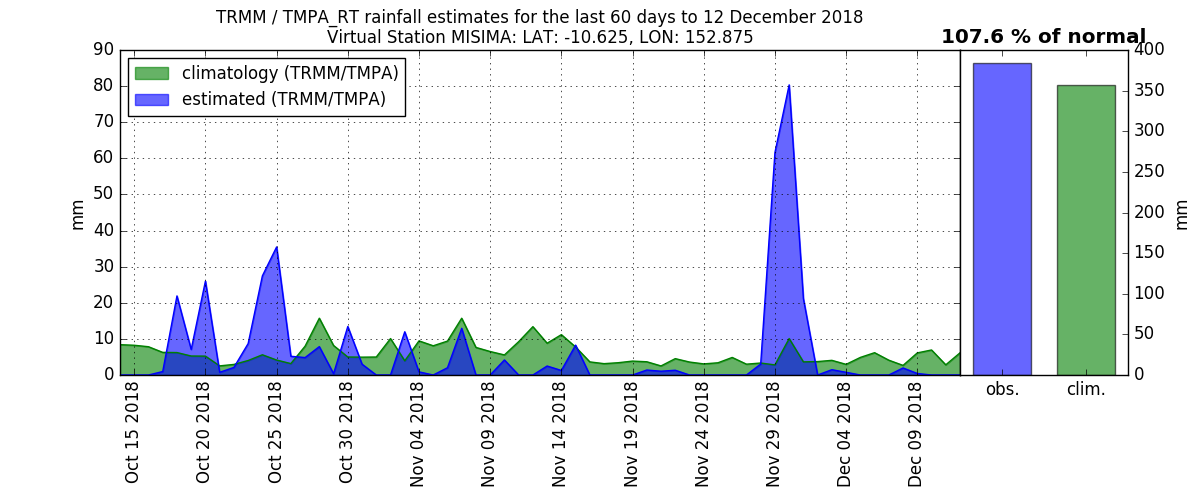 TRMM / TMPA_RT rainfall estimates for the last 60 days to 12 December 2018
Virtual Station MISIMA: LAT: -10.625, LON: 152.875
107.6 % of normal
climatology (TRMM/TMPA)
estimated (TRMM/TMPA)
mm
90
80
70
60
50
40
30
20
10
0
Oct 15 2018
Oct 20 2018
Oct 25 2018
Oct 30 2018
Nov 04 2018
Nov 09 2018
Nov 14 2018
Nov 19 2018
Nov 24 2018
Nov 29 2018
Dec 04 2018
Dec 09 2018
obs.
clim.
400
350
300
250
200
150
100
50
0
mm